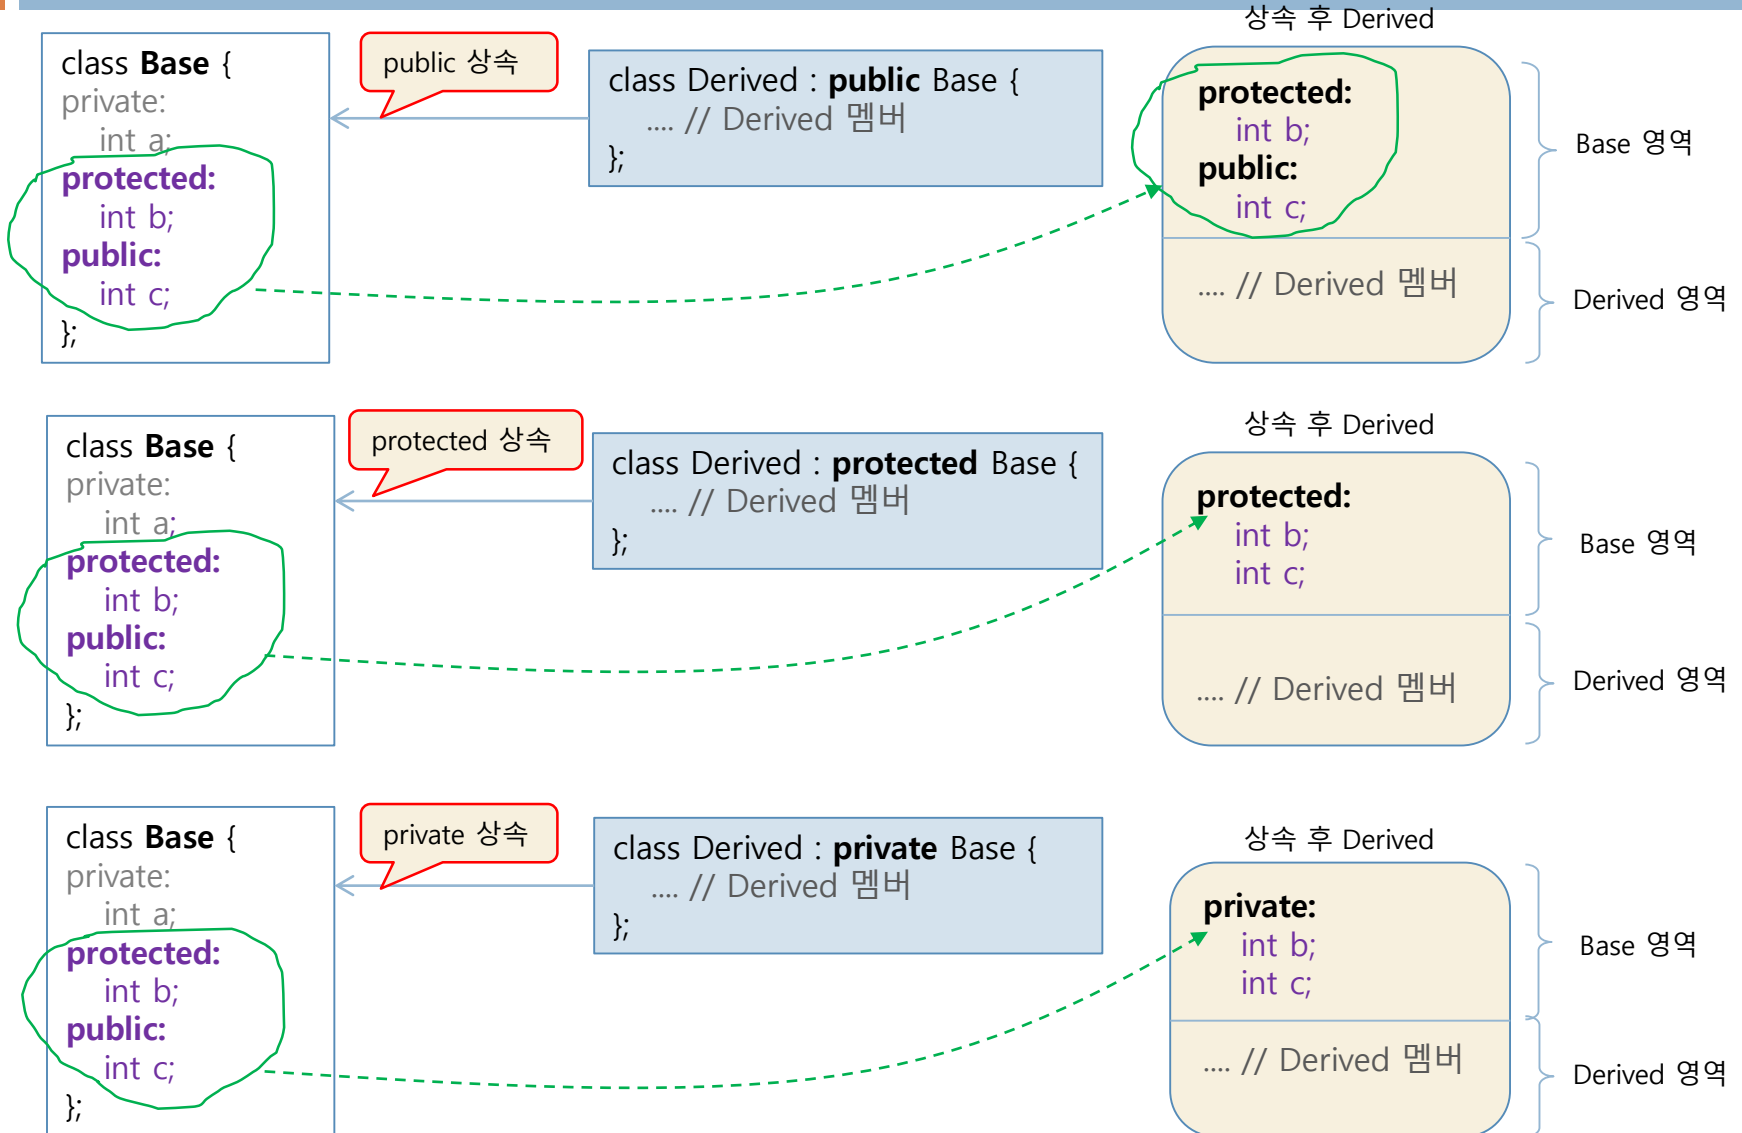 상속 후 Derived
class Base {
private:
int a;
protected:
int b;
public:
int c;
};
public 상속
class Derived : public Base {
.... // Derived 멤버
};
protected:
int b;
public:
int c;
.... // Derived 멤버
Base 영역
Derived 영역
class Base {
private:
int a;
protected:
int b;
public:
int c;
};
protected 상속
class Derived : protected Base {
.... // Derived 멤버
};
상속 후 Derived
protected:
int b;
int c;
.... // Derived 멤버
Base 영역
Derived 영역
class Base {
private:
int a;
protected:
int b;
public:
int c;
};
private 상속
class Derived : private Base {
.... // Derived 멤버
};
상속 후 Derived
private:
int b;
int c;
.... // Derived 멤버
Base 영역
Derived 영역